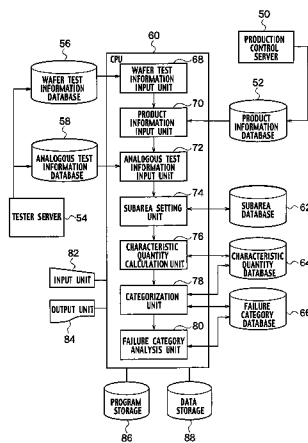 50
PRODUCTION CONTROL SERVER
56
60
CPU
68
WAFER TEST INFORMATION DATABASE
WAFER TEST INFORMATION INPUT UNIT
52
70
PRODUCT INFORMATION INPUT UNIT
PRODUCT INFORMATION DATABASE
58
72
ANALOGOUS TEST INFORMATION DATABASE
ANALOGOUS TEST INFORMATION INPUT UNIT
74
TESTER SERVER
54
SUBAREA SETTING UNIT
SUBAREA DATABASE
62
76
82
CHARACTERISTIC QUANTITY CALCULATION UNIT
CHARACTERISTIC QUANTITY DATABASE
64
INPUT UNIT
78
CATEGORIZATION UNIT
OUTPUT UNIT
84
80
FAILURE CATEGORY DATABASE
66
FAILURE CATEGORY ANALYSIS UNIT
PROGRAM STORAGE
DATA STORAGE
86
88